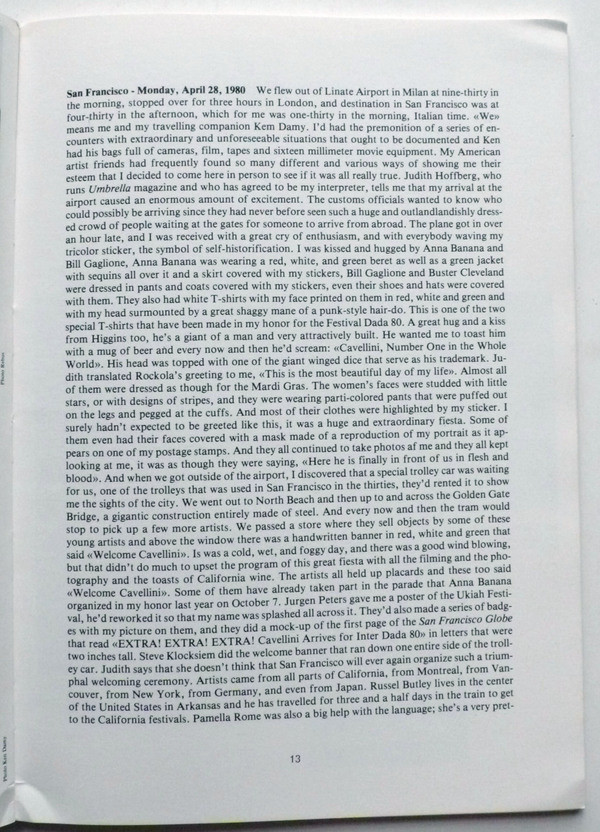 San Francisco - Monday, April 28, 1980 We flew out of Linate Airport in Milan at nine-thirty in
the morning, stopped over for three hours in London, and destination in San Francisco was at
four-thirty in the afternoon, which for me was one-thirty in the morning, Italian time. «We»
means me and my travelling companion Kem Damy. I'd had the premonition of a series of en-
counters with extraordinary and unforeseeable situations that ought to be documented and Ken
had his bags full of cameras, film, tapes and sixteen millimeter movie equipment. My American
artist friends had frequently found so many different and various ways of showing me their
esteem that I decided to come here in person to see if it was all really true. Judith Hoffberg, who
runs Umbrella magazine and who has agreed to be my interpreter, tells me that my arrival at the
airport caused an enormous amount of excitement. The customs officials wanted to know who
could possibly be arriving since they had never before seen such a huge and outlandlandishly dress-
ed crowd of people waiting at the gates for someone to arrive from abroad. The plane got in over
an hour late, and I was received with a great cry of enthusiasm, and with everybody waving my
tricolor sticker, the symbol of self-historification. I was kissed and hugged by Anna Banana and
Bill Gaglione, Anna Banana was wearing a red, white, and green beret as well as a green jacket
with sequins all over it and a skirt covered with my stickers, Bill Gaglione and Buster Cleveland
were dressed in pants and coats covered with my stickers, even their shoes and hats were covered
with them. They also had white T-shirts with my face printed on them in red, white and green and
with my head surmounted by a great shaggy mane of a punk-style hair-do. This is one of the two
special T-shirts that have been made in my honor for the Festival Dada 80. A great hug and a kiss
from Higgins too, he's a giant of a man and very attractively built. He wanted me to toast him
with a mug of beer and every now and then he'd scream: «Cavellini, Number One in the Whole
World». His head was topped with one of the giant winged dice that serve as his trademark. Ju-
dith translated Rockola's greeting to me, «This is the most beautiful day of my life». Almost all
of them were dressed as though for the Mardi Gras. The women's faces were studded with little
stars, or with designs of stripes, and they were wearing parti-colored pants that were puffed out
on the legs and pegged at the cuffs. And most of their clothes were highlighted by my sticker. I
surely hadn't expected to be greeted like this, it was a huge and extraordinary fiesta. Some of
them even had their faces covered with a mask made of a reproduction of my portrait as it ap-
pears on one of my postage stamps. And they all continued to take photos af me and they all kept
looking at me, it was as though they were saying, «Here he is finally in front of us in flesh and
blood». And when we got outside of the airport, I discovered that a special trolley car was waiting
for us, one of the trolleys that was used in San Francisco in the thirties, they'd rented it to show
me the sights of the city. We went out to North Beach and then up to and across the Golden Gate
Bridge, a gigantic construction entirely made of steel. And every now and then the tram would
stop to pick up a few more artists. We passed a store where they sell objects by some of these
young artists and above the window there was a handwritten banner in red, white and green that
said «Welcome Cavellini». Is was a cold, wet, and foggy day, and there was a good wind blowing,
but that didn't do much to upset the program of this great fiesta with all the filming and the pho-
tography and the toasts of California wine. The artists all held up placards and these too said
«Welcome Cavellini». Some of them have already taken part in the parade that Anna Banana
organized in my honor last year on October 7. Jurgen Peters gave me a poster of the Ukiah Festi-
val, he'd reworked it so that my name was splashed all across it. They'd also made a series of badg-
es with my picture on them, and they did a mock-up of the first page of the San Francisco Globe
that read «EXTRA! EXTRA! EXTRA! Cavellini Arrives for Inter Dada 80» in letters that were
two inches tall. Steve Klocksiem did the welcome banner that ran down one entire side of the troll-
ey car. Judith says that she doesn't think that San Francisco will ever again organize such a trium-
phal welcoming ceremony. Artists came from all parts of California, from Montreal, from Van-
couver, from New York, from Germany, and even from Japan. Russel Butley lives in the center
of the United States in Arkansas and he has travelled for three and a half days in the train to get
to the California festivals. Pamella Rome was also a big help with the language; she's a very pret-
13
Photo Ken Damy